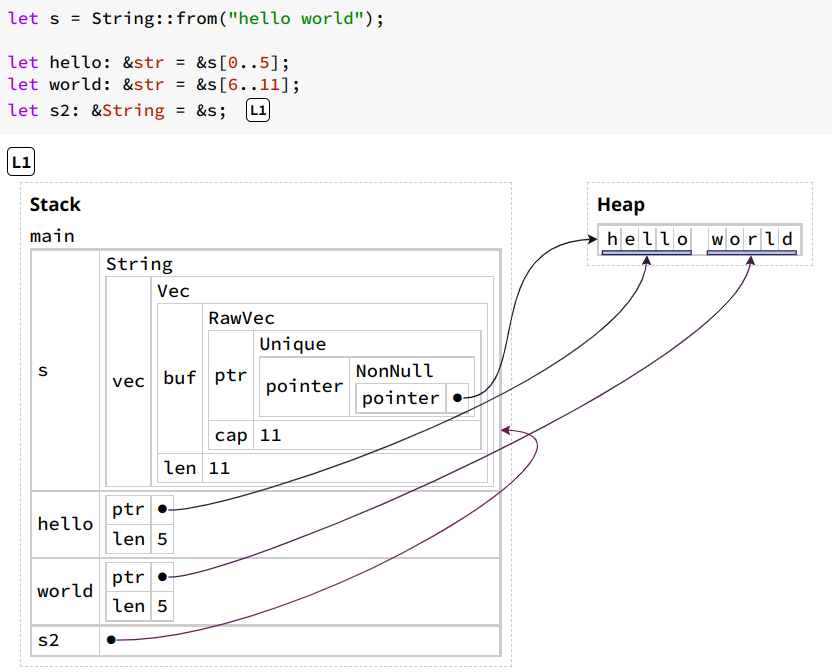 let s = String::from("hello world");
let hello: &str = &s[0..5];
let world: &str = &s[6..11];
let s2: &String = &s; L1
L1
Stack
Heap
main
hello world
String
Vec
RawVec
Unique
NonNull
s
vec
buf
ptr
pointer
pointer
cap 11
len 11
hello
ptr
len 5
world
ptr
len 5
s2